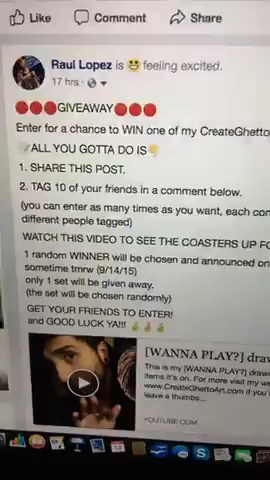 Like Comment Share
Raul Lopez is 😀 feeling excited.
17 hrs ·
🔴🔴🔴GIVEAWAY🔴🔴🔴
Enter for a chance to WIN one of my CreateGhetto
ALL YOU GOTTA DO IS👇
1. SHARE THIS POST.
2. TAG 10 of your friends in a comment below.
(you can enter as many times as you want, each con
different people tagged)
WATCH THIS VIDEO TO SEE THE COASTERS UP FO
1 random WINNER will be chosen and announced on
sometime tmrw (9/14/15)
only 1 set will be given away.
(the set will be chosen randomly)
GET YOUR FRIENDS TO ENTER!
and GOOD LUCK YA!!!
[WANNA PLAY?] draw
This is my [WANNA PLAY?] draw
items it's on. For more visit my we
www.CreateGhettoArt.com if you
leave a thumbs...
YOUTUBE.COM